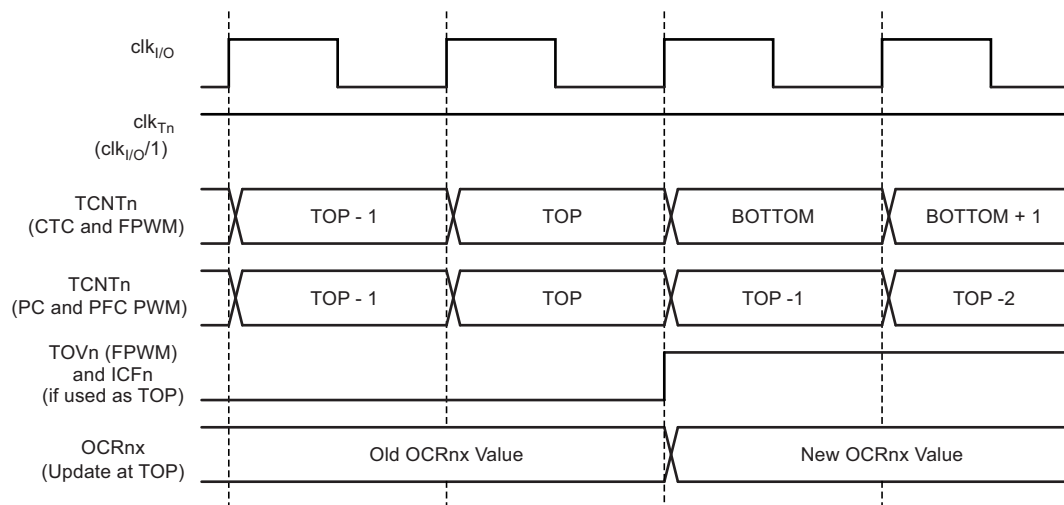 clkI/O
clkTn
(clkI/O/1)
TCNTn
(CTC and FPWM)
TOP - 1
TOP
BOTTOM
BOTTOM + 1
TCNTn
(PC and PFC PWM)
TOP - 1
TOP
TOP -1
TOP -2
TOVn (FPWM)
and ICFn
(if used as TOP)
OCRnx
(Update at TOP)
Old OCRnx Value
New OCRnx Value